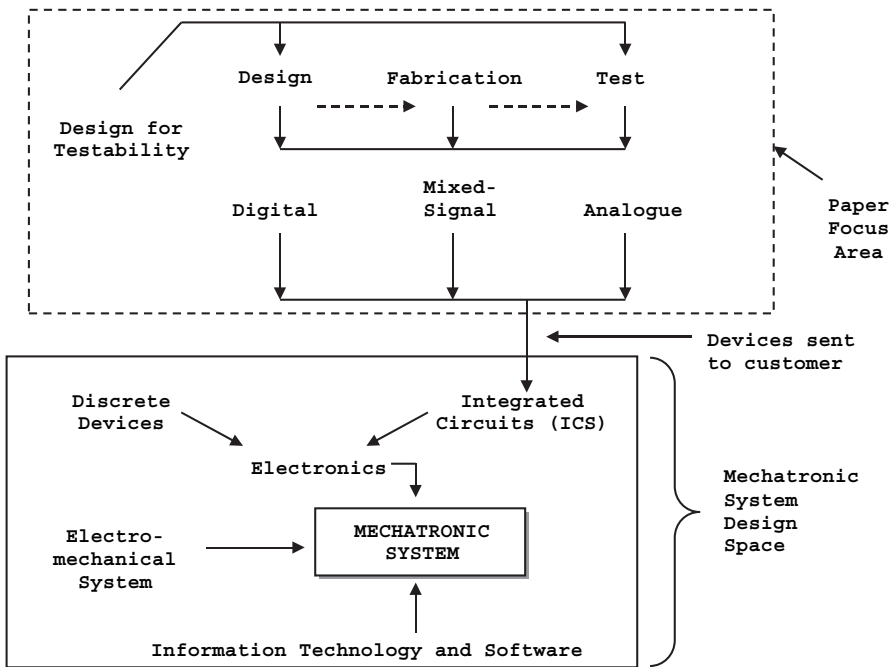 Design
Fabrication
Test
Design for
Testability
Mixed-
Signal
Digital
Analogue
Paper
Focus
Area
Devices sent
to customer
Discrete
Devices
Integrated
Circuits (ICS)
Electronics
Mechatronic
System
Design
Space
MECHATRONIC
SYSTEM
Electro-
mechanical
System
Information Technology and Software